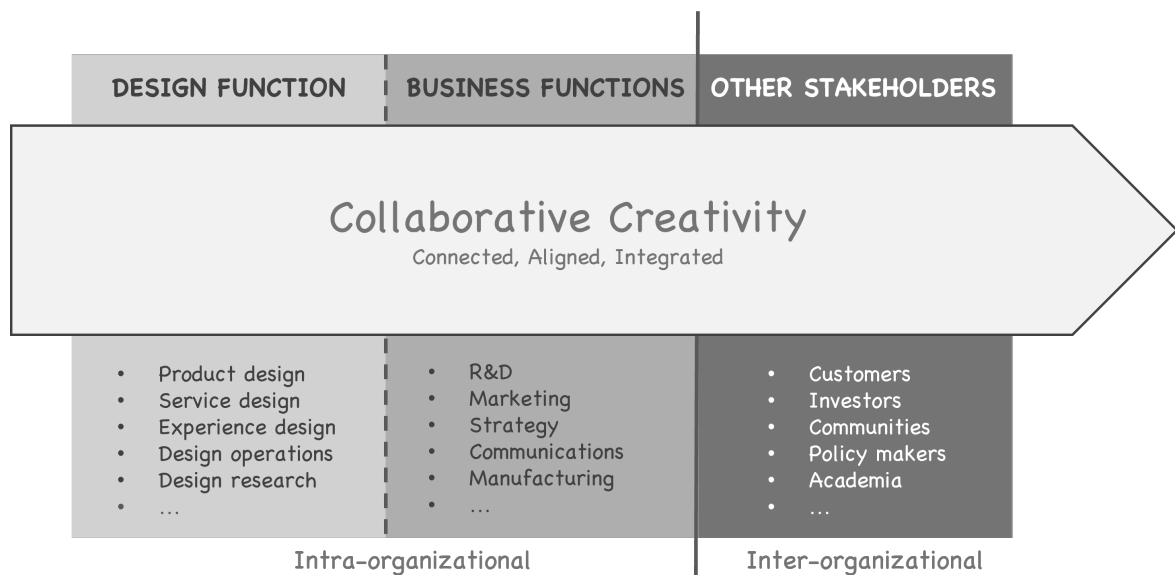 DESIGN FUNCTION
BUSINESS FUNCTIONS
OTHER STAKEHOLDERS
Collaborative Creativity
Connected, Aligned, Integrated
• Product design
• Service design
• Experience design
• Design operations
• Design research
• ...
• R&D
• Marketing
• Strategy
• Communications
• Manufacturing
• ...
• Customers
• Investors
• Communities
• Policy makers
• Academia
• ...
Intra-organizational
Inter-organizational